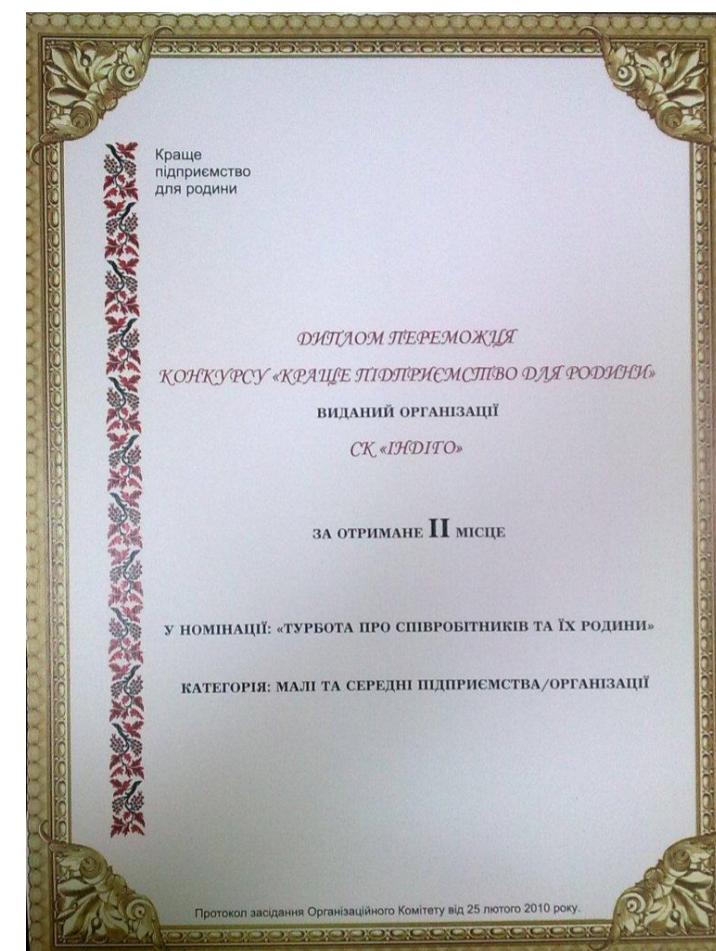 Краще
підприємство
для родини
ДИПЛОМ ПЕРЕМОЖЦЯ
КОНКУРСУ «КРАЩЕ ПІДПРИЄМСТВО ДЛЯ РОДИНИ»
ВИДАНИЙ ОРГАНІЗАЦІЇ
СК «ІНДІГО»
ЗА ОТРИМАНЕ II МІСЦЕ
У НОМІНАЦІЇ: «ТУРБОТА ПРО СПІВРОБІТНИКІВ ТА ЇХ РОДИНИ»
КАТЕГОРІЯ: МАЛІ ТА СЕРЕДНІ ПІДПРИЄМСТВА/ОРГАНІЗАЦІЇ
Протокол засідання Організаційного Комітету від 25 лютого 2010 року.